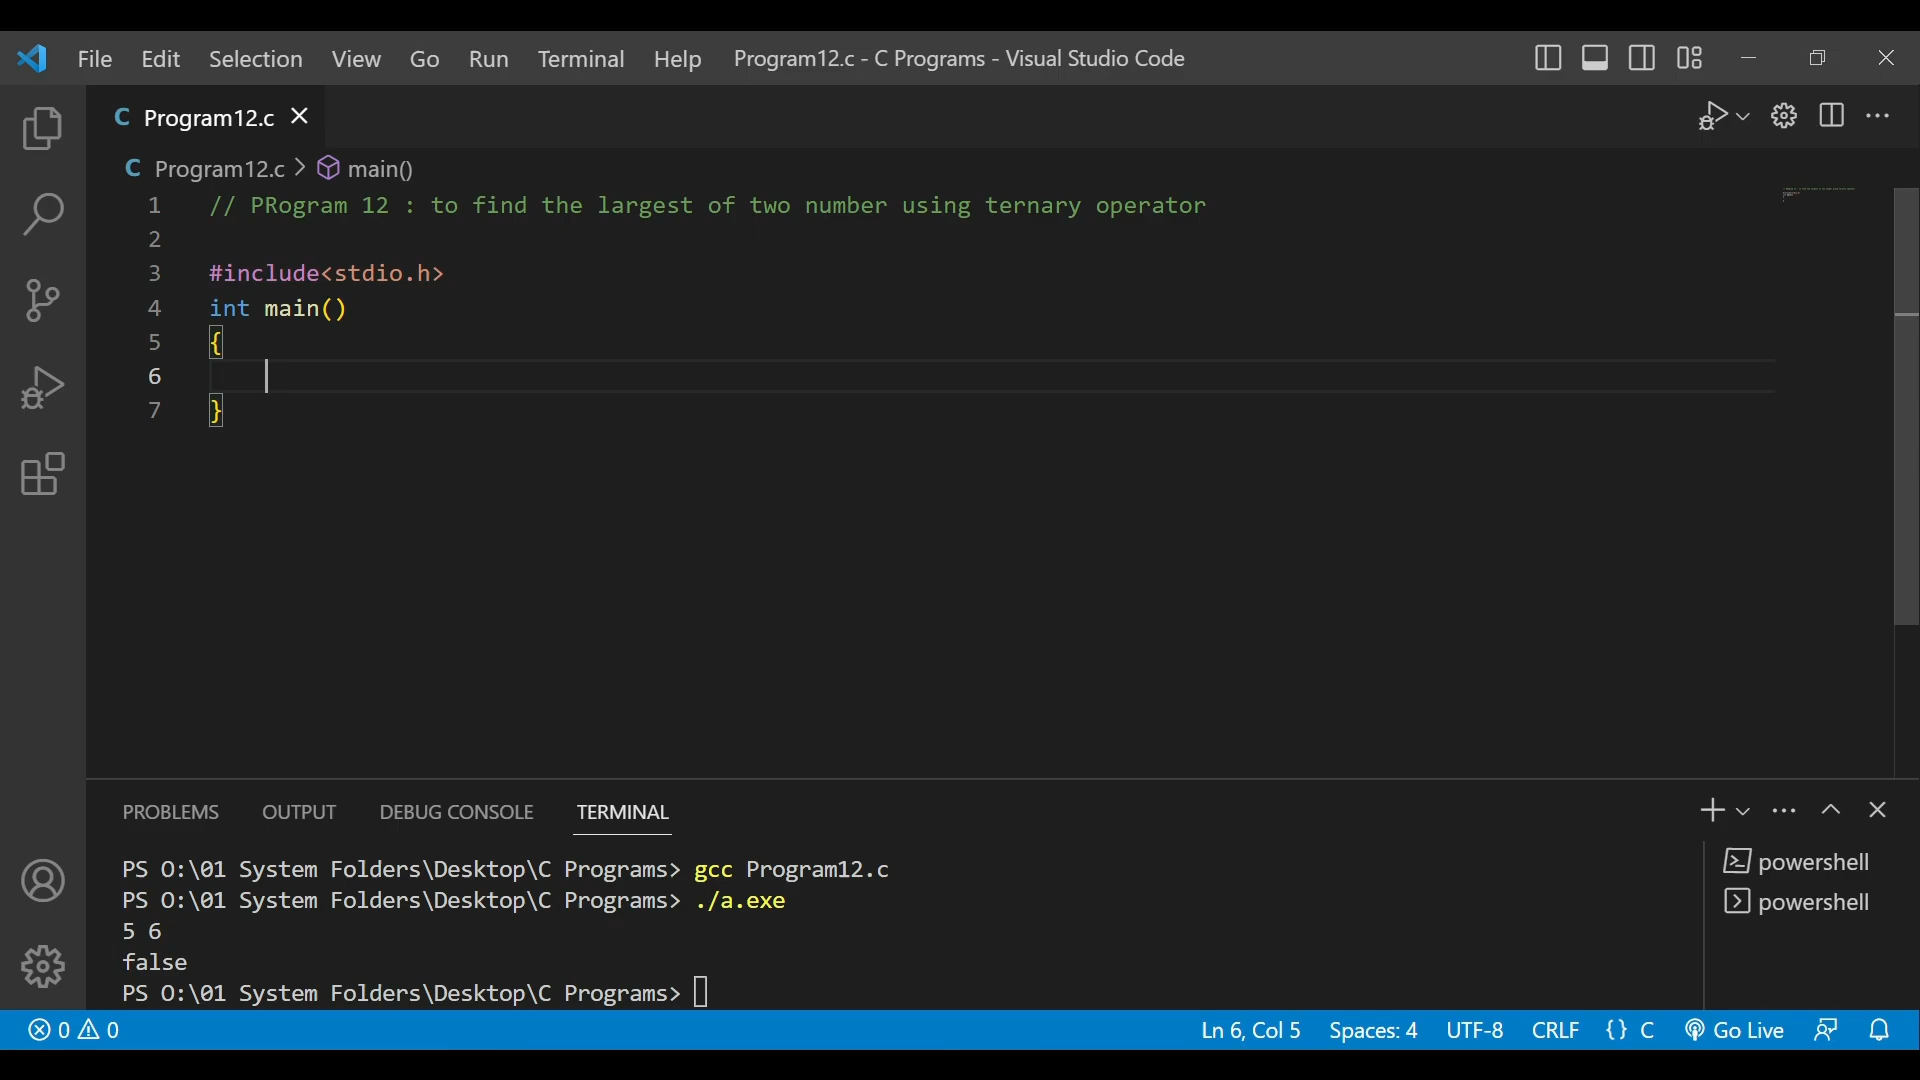 File Edit Selection View Go Run Terminal Help Program12.c - C Programs - Visual Studio Code
C Program12.c
C Program12.c > main()
1 // PRogram 12 : to find the largest of two number using ternary operator
2
3 #include<stdio.h>
4 int main()
5 {
6
7 }
PROBLEMS OUTPUT DEBUG CONSOLE TERMINAL
PS O:\01 System Folders\Desktop\C Programs> gcc Program12.c
PS O:\01 System Folders\Desktop\C Programs> ./a.exe
5 6
false
PS O:\01 System Folders\Desktop\C Programs>
powershell
powershell
0 0 Ln 6, Col 5 Spaces: 4 UTF-8 CRLF {} C Go Live